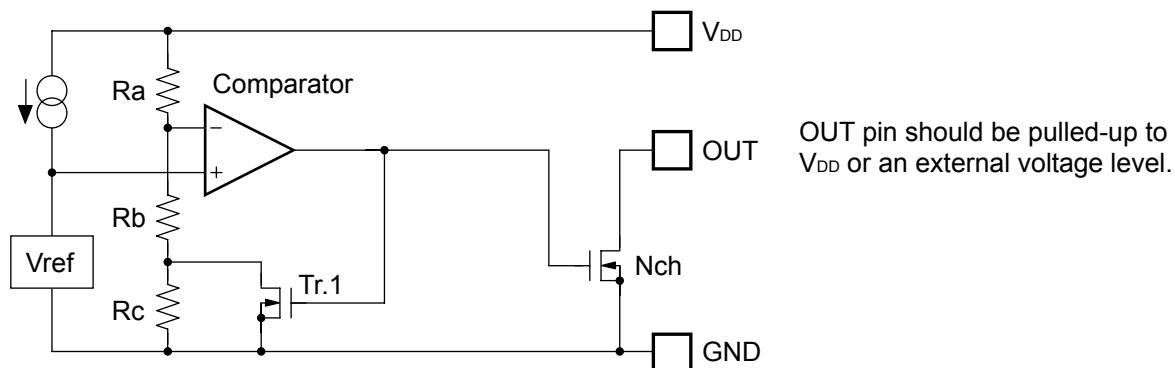 VDD
Ra
Comparator
−
+
OUT
OUT pin should be pulled-up to
VDD or an external voltage level.
Rb
Vref
Nch
Tr.1
Rc
GND